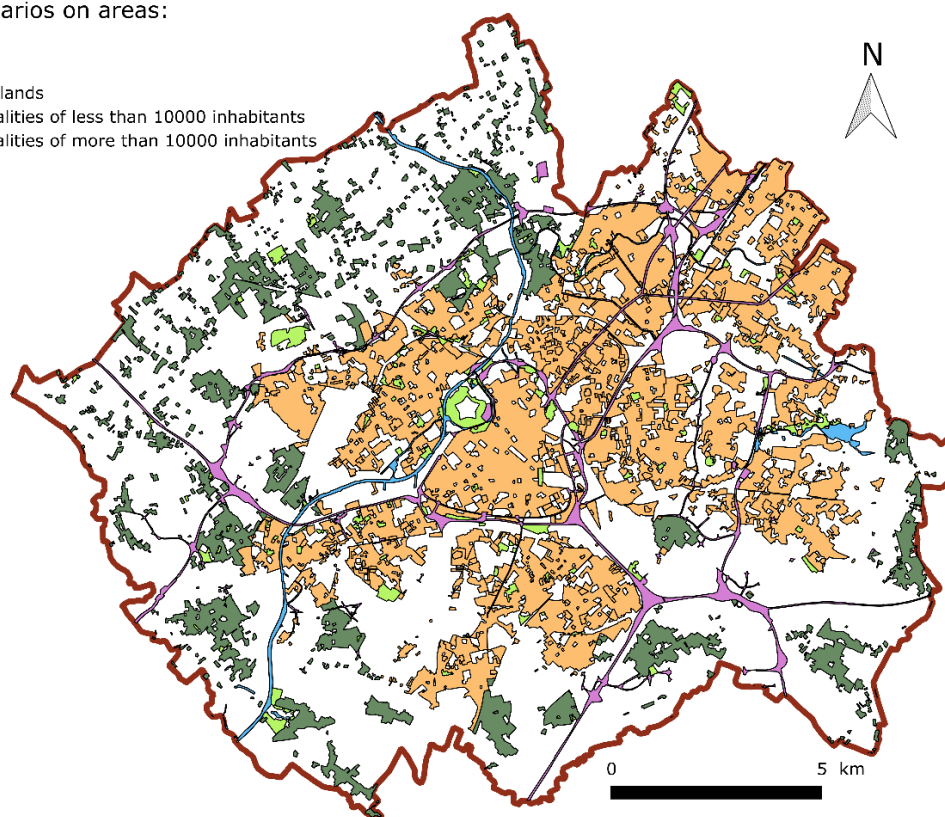 arios on areas:
lands
alities of less than 10000 inhabitants
alities of more than 10000 inhabitants
N
0 5 km